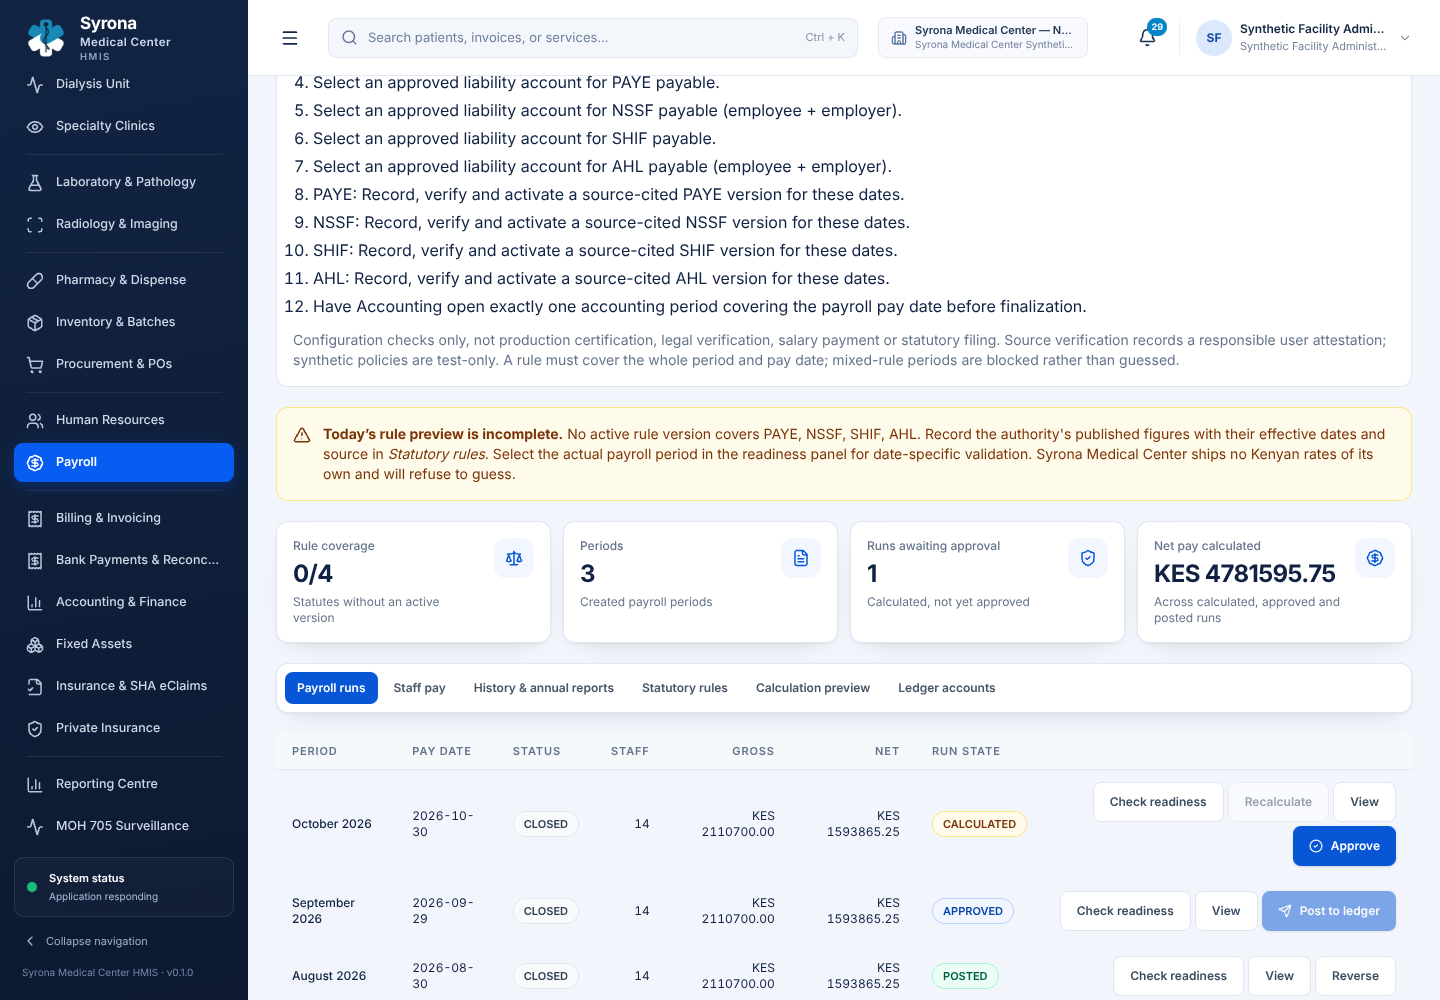 Syrona
Medical Center
HMIS
Dialysis Unit
Specialty Clinics
Laboratory & Pathology
Radiology & Imaging
Pharmacy & Dispense
Inventory & Batches
Procurement & POs
Human Resources
Payroll
Billing & Invoicing
Bank Payments & Reconc...
Accounting & Finance
Fixed Assets
Insurance & SHA eClaims
Private Insurance
Reporting Centre
MOH 705 Surveillance
System status
Application responding
Collapse navigation
Syrona Medical Center HMIS · v0.1.0
Search patients, invoices, or services...
Ctrl + K
Syrona Medical Center — N...
Syrona Medical Center Syntheti...
29
SF
Synthetic Facility Admi...
Synthetic Facility Administ...
4. Select an approved liability account for PAYE payable.
5. Select an approved liability account for NSSF payable (employee + employer).
6. Select an approved liability account for SHIF payable.
7. Select an approved liability account for AHL payable (employee + employer).
8. PAYE: Record, verify and activate a source-cited PAYE version for these dates.
9. NSSF: Record, verify and activate a source-cited NSSF version for these dates.
10. SHIF: Record, verify and activate a source-cited SHIF version for these dates.
11. AHL: Record, verify and activate a source-cited AHL version for these dates.
12. Have Accounting open exactly one accounting period covering the payroll pay date before finalization.
Configuration checks only, not production certification, legal verification, salary payment or statutory filing. Source verification records a responsible user attestation;
synthetic policies are test-only. A rule must cover the whole period and pay date; mixed-rule periods are blocked rather than guessed.
Today's rule preview is incomplete. No active rule version covers PAYE, NSSF, SHIF, AHL. Record the authority's published figures with their effective dates and
source in Statutory rules. Select the actual payroll period in the readiness panel for date-specific validation. Syrona Medical Center ships no Kenyan rates of its
own and will refuse to guess.
Rule coverage
0/4
Statutes without an active
version
Periods
3
Created payroll periods
Runs awaiting approval
1
Calculated, not yet approved
Net pay calculated
KES 4781595.75
Across calculated, approved and
posted runs
Payroll runs
Staff pay
History & annual reports
Statutory rules
Calculation preview
Ledger accounts
PERIOD PAY DATE STATUS STAFF GROSS NET RUN STATE
October 2026
2026-10-
30
CLOSED
14
KES
2110700.00
KES
1593865.25
CALCULATED
Check readiness
Recalculate
View
Approve
September
2026
2026-09-
29
CLOSED
14
KES
2110700.00
KES
1593865.25
APPROVED
Check readiness
View
Post to ledger
August 2026
2026-08-
30
CLOSED
14
KES
2110700.00
KES
1593865.25
POSTED
Check readiness
View
Reverse